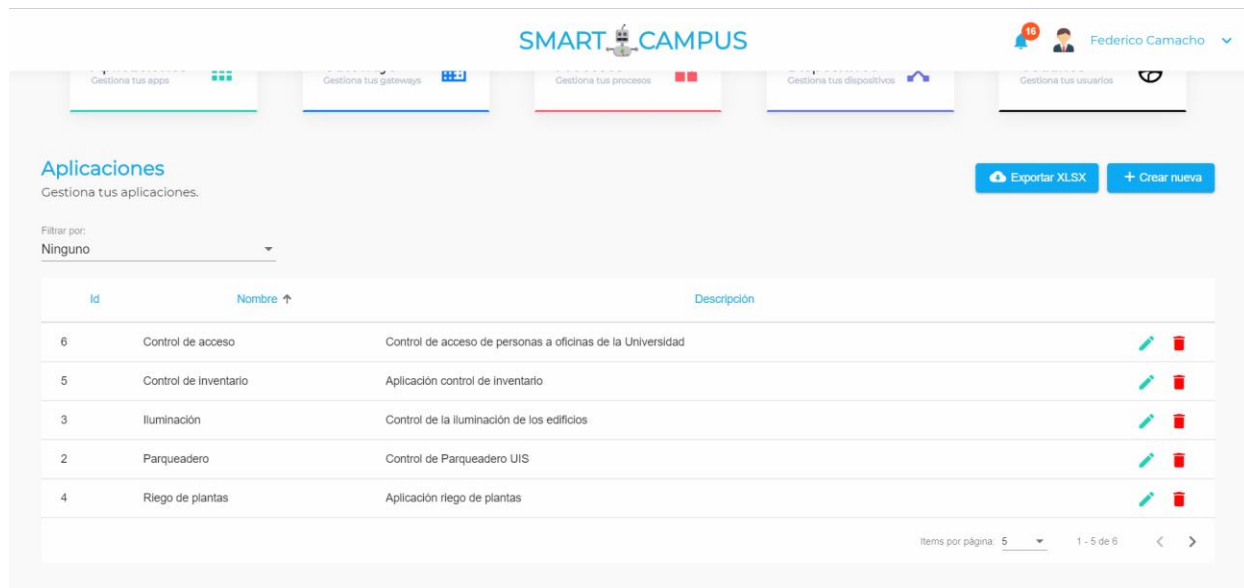 SMART CAMPUS
16
Federico Camacho
Gestiona tus apps
Gestiona tus gateways
Gestiona tus procesos
Gestiona tus dispositivos
Gestiona tus usuarios
Aplicaciones
Gestiona tus aplicaciones.
Exportar XLSX
+ Crear nueva
Filtrar por:
Ninguno
Id Nombre ↑ Descripción
6 Control de acceso Control de acceso de personas a oficinas de la Universidad
5 Control de inventario Aplicación control de inventario
3 Iluminación Control de la iluminación de los edificios
2 Parqueadero Control de Parqueadero UIS
4 Riego de plantas Aplicación riego de plantas
Items por página: 5 1 - 5 de 6